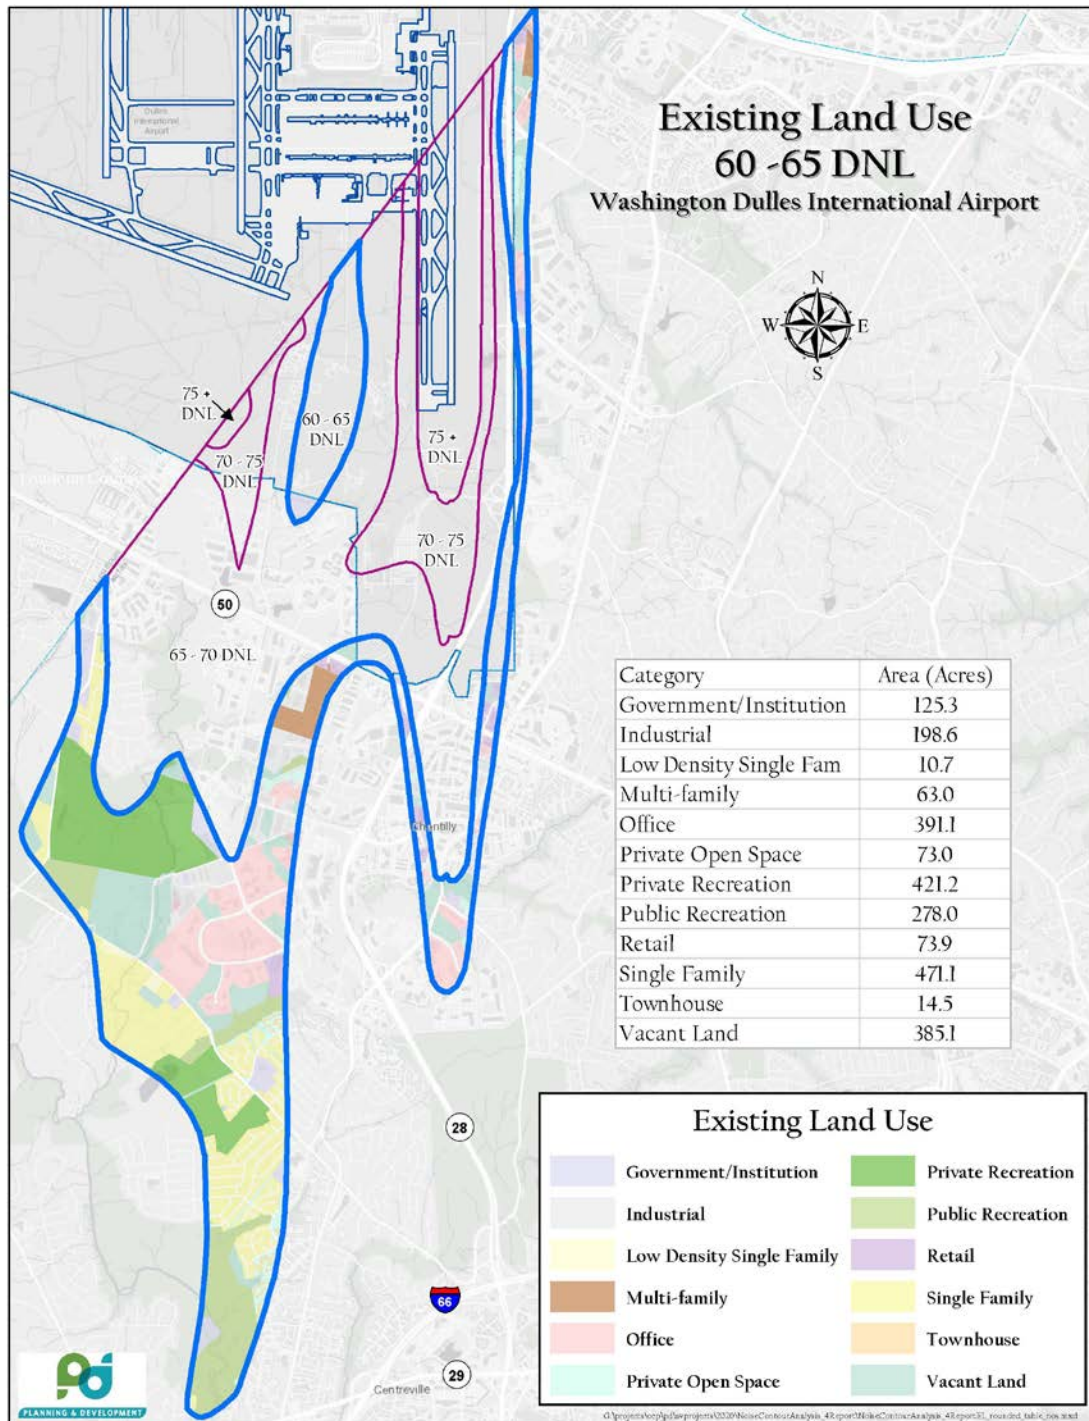 Existing Land Use
60 -65 DNL
Washington Dulles International Airport
Dulles
International
Airport
N
W E
S
75 +
DNL
60 - 65
DNL
75 +
DNL
70 - 75
DNL
70 - 75
DNL
50
65 - 70 DNL
Category Area (Acres)
Government/Institution 125.3
Industrial 198.6
Low Density Single Fam 10.7
Multi-family 63.0
Office 391.1
Private Open Space 73.0
Private Recreation 421.2
Public Recreation 278.0
Retail 73.9
Single Family 471.1
Townhouse 14.5
Vacant Land 385.1
Chantilly
28
Existing Land Use
Government/Institution Private Recreation
Industrial Public Recreation
Low Density Single Family Retail
Multi-family Single Family
Office Townhouse
Private Open Space Vacant Land
66
29
Centreville
pd
PLANNING & DEVELOPMENT